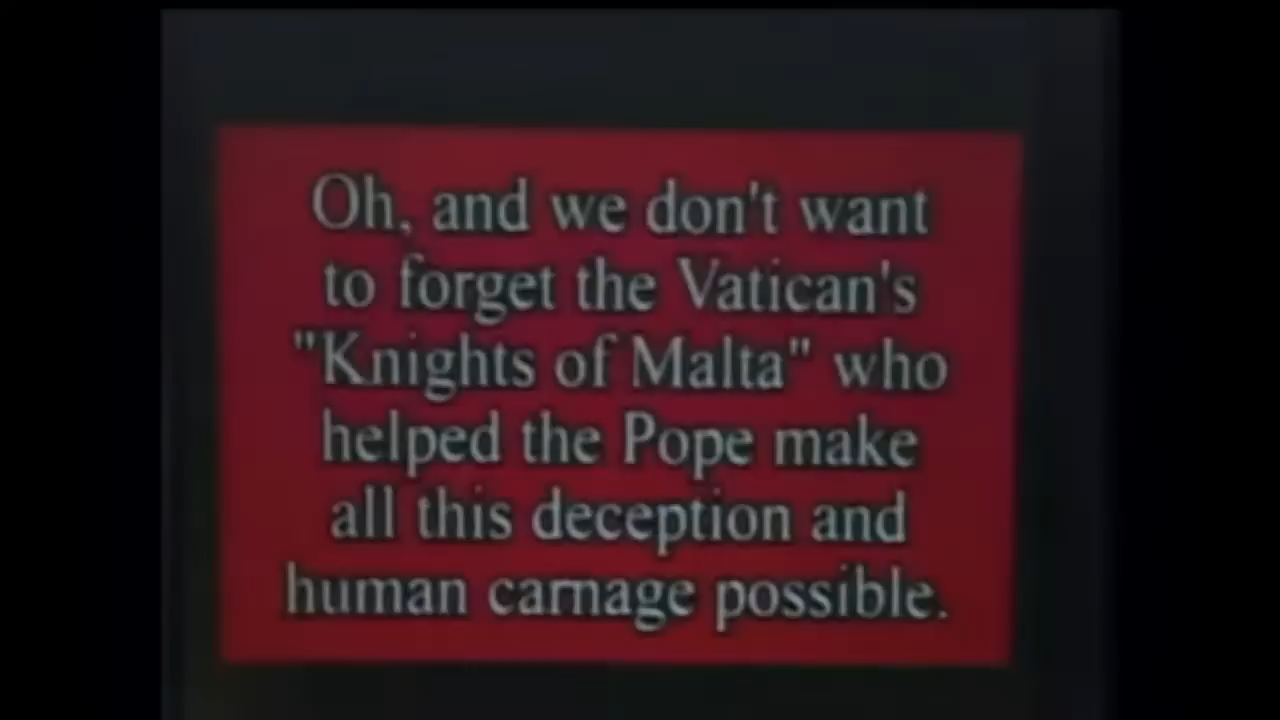 Oh, and we don't want
to forget the Vatican's
"Knights of Malta" who
helped the Pope make
all this deception and
human carnage possible.